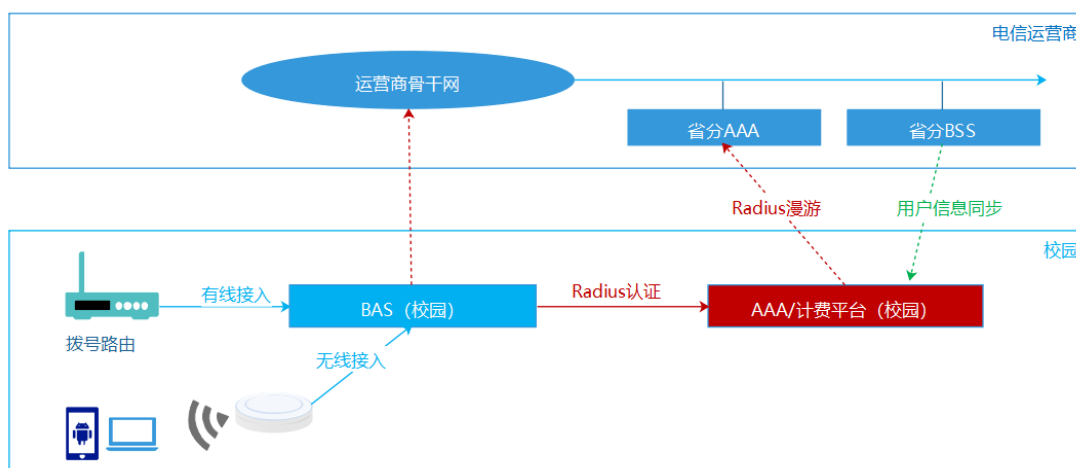 电信运营商
运营商骨干网
省分AAA
省分BSS
Radius漫游
用户信息同步
校园
有线接入
BAS（校园）
Radius认证
AAA/计费平台（校园）
拨号路由
无线接入